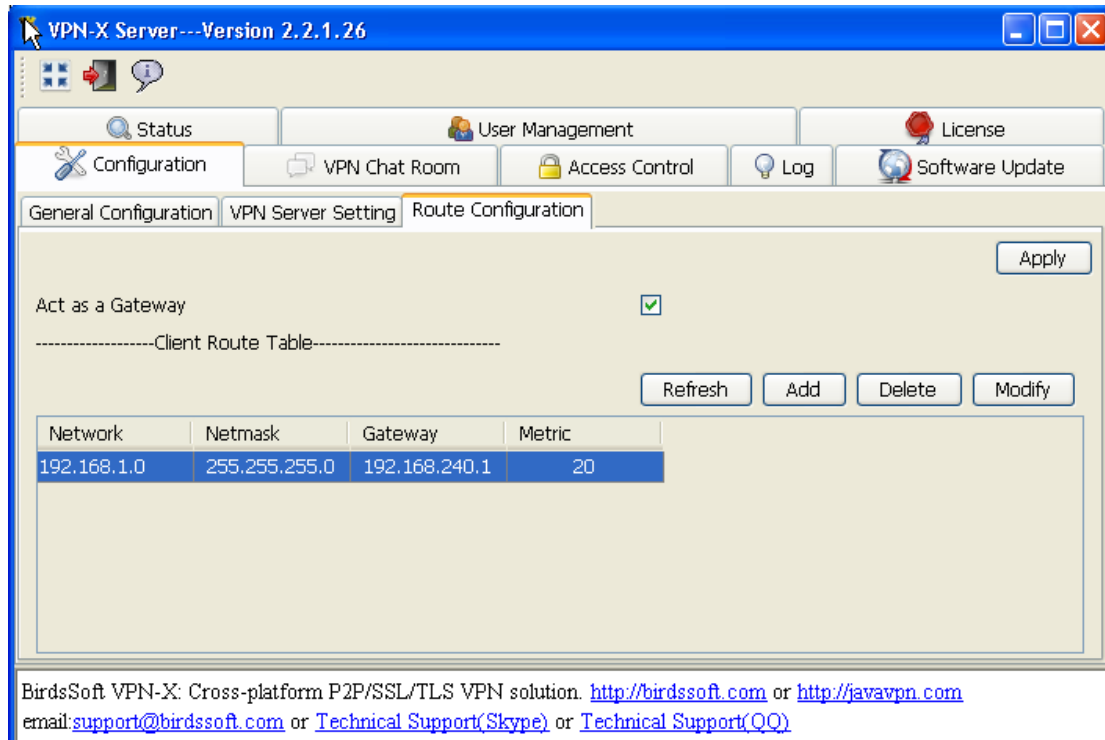 VPN-X Server---Version 2.2.1.26
Status User Management License
Configuration VPN Chat Room Access Control Log Software Update
General Configuration VPN Server Setting Route Configuration
Apply
Act as a Gateway
-------------------Client Route Table------------------------------
Refresh Add Delete Modify
Network Netmask Gateway Metric
192.168.1.0 255.255.255.0 192.168.240.1 20
BirdsSoft VPN-X: Cross-platform P2P/SSL/TLS VPN solution. http://birdssoft.com or http://javavpn.com
email:support@birdssoft.com or Technical Support(Skype) or Technical Support(QQ)